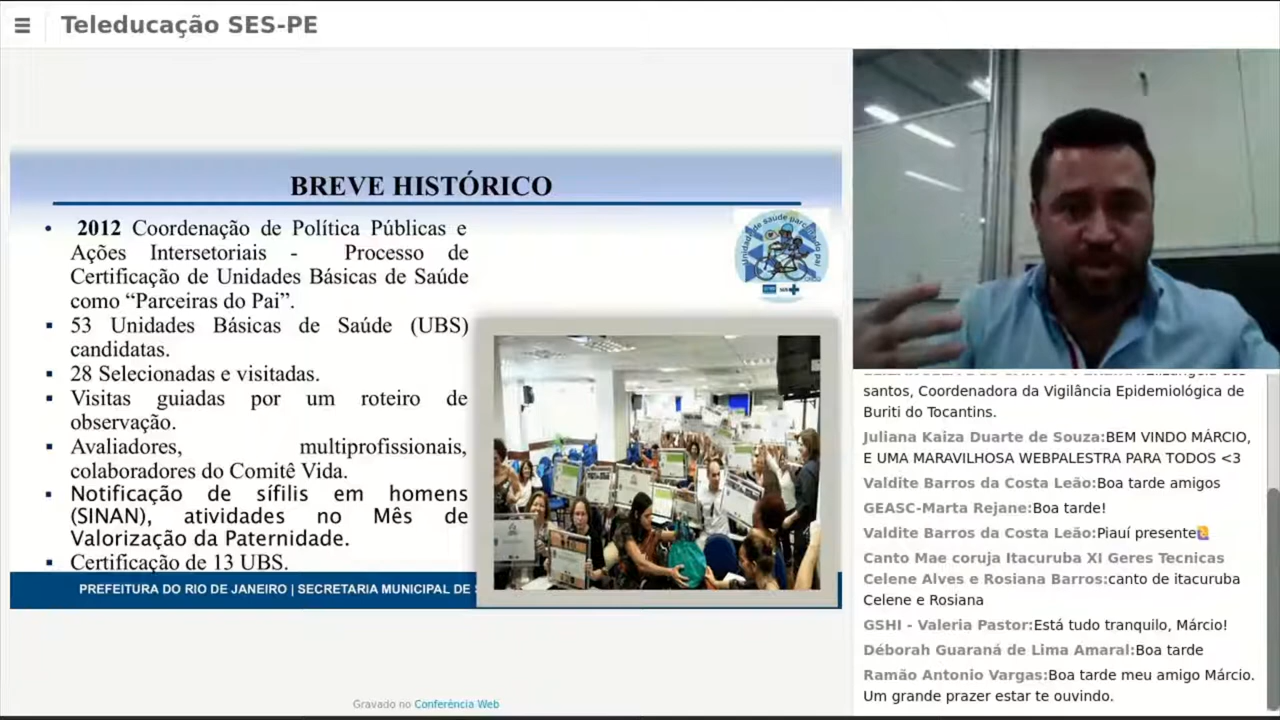 Teleducação SES-PE
BREVE HISTÓRICO
• 2012 Coordenação de Política Públicas e
Ações Intersetoriais - Processo de
Certificação de Unidades Básicas de Saúde
como “Parceiras do Pai”.
▪ 53 Unidades Básicas de Saúde (UBS)
candidatas.
▪ 28 Selecionadas e visitadas.
▪ Visitas guiadas por um roteiro de
observação.
▪ Avaliadores, multiprofissionais,
colaboradores do Comitê Vida.
▪ Notificação de sífilis em homens
(SINAN), atividades no Mês de
Valorização da Paternidade.
▪ Certificação de 13 UBS.
PREFEITURA DO RIO DE JANEIRO | SECRETARIA MUNICIPAL DE
Gravado no Conferência Web
santos, Coordenadora da Vigilância Epidemiológica de
Buriti do Tocantins.
Juliana Kaiza Duarte de Souza:BEM VINDO MÁRCIO,
E UMA MARAVILHOSA WEBPALESTRA PARA TODOS <3
Valdite Barros da Costa Leão:Boa tarde amigos
GEASC-Marta Rejane:Boa tarde!
Valdite Barros da Costa Leão:Piauí presente🙋
Canto Mae coruja Itacuruba XI Geres Tecnicas
Celene Alves e Rosiana Barros:canto de itacuruba
Celene e Rosiana
GSHI - Valeria Pastor:Está tudo tranquilo, Márcio!
Déborah Guaraná de Lima Amaral:Boa tarde
Ramão Antonio Vargas:Boa tarde meu amigo Márcio.
Um grande prazer estar te ouvindo.